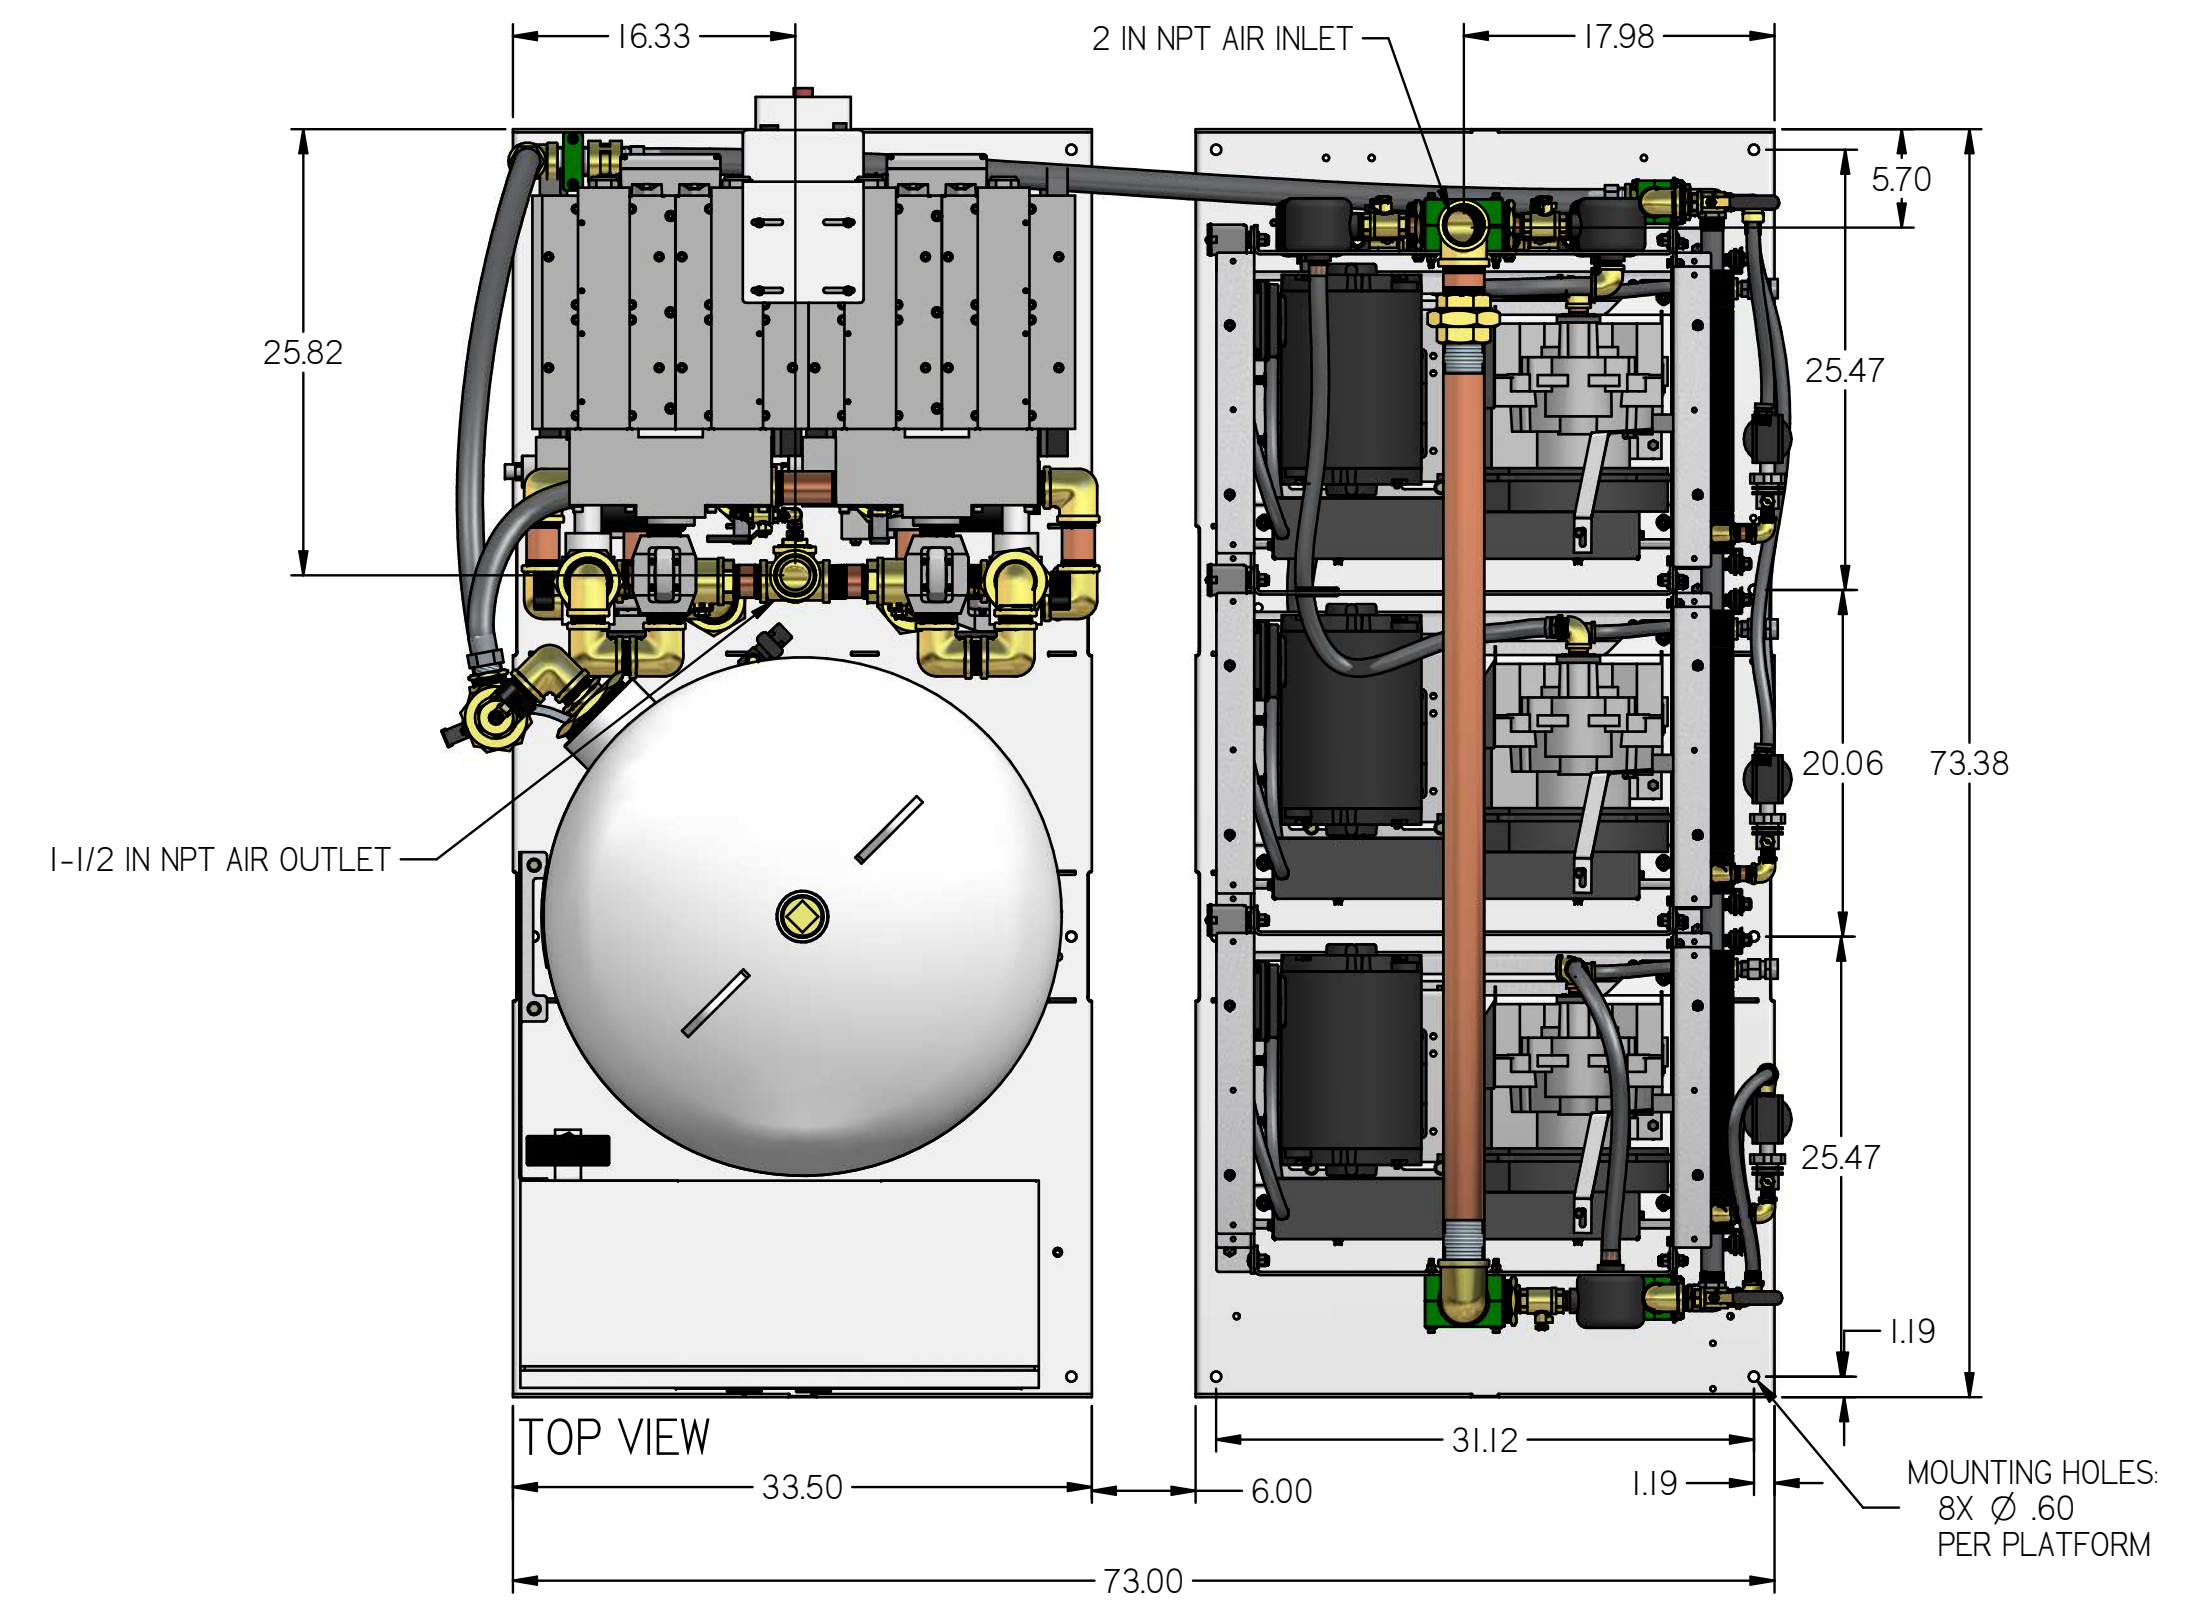 16.33
2 IN NPT AIR INLET
17.98
5.70
25.82
25.47
20.06
73.38
1-1/2 IN NPT AIR OUTLET
25.47
1.19
TOP VIEW
31.12
33.50
6.00
1.19
MOUNTING HOLES:
8X Ø .60
PER PLATFORM
73.00